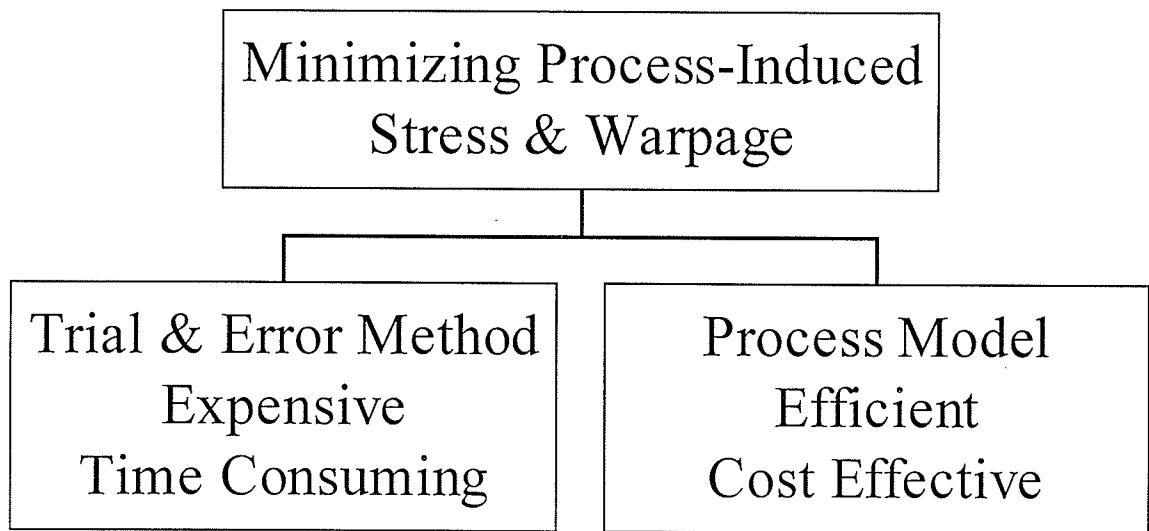 Minimizing Process-Induced
Stress & Warpage
Trial & Error Method
Expensive
Time Consuming
Process Model
Efficient
Cost Effective